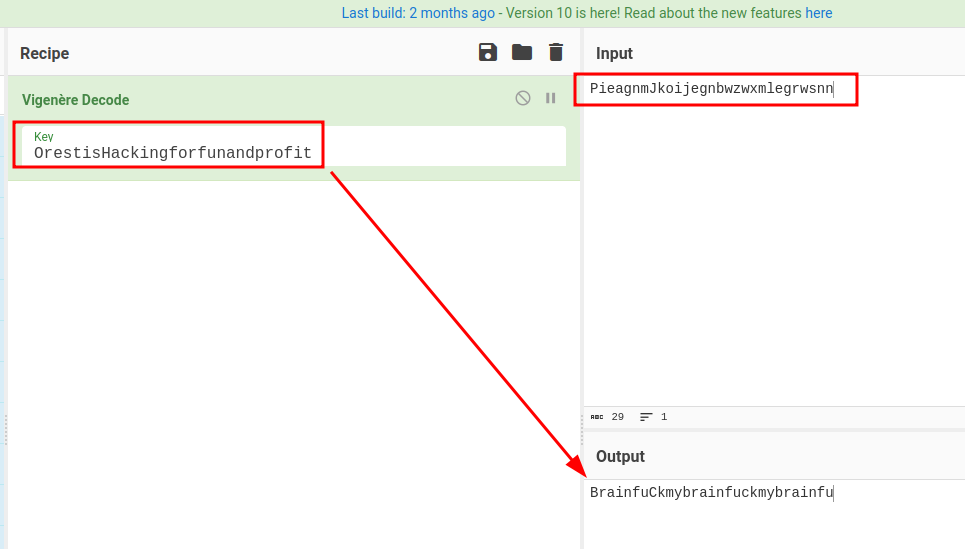 Last build: 2 months ago - Version 10 is here! Read about the new features here
Recipe
Vigenère Decode
Key
OrestisHackingforfunandprofit
Input
PieagnmJkoijegnbwzwxmlegrwsnn
ABC 29 1
Output
BrainfuCkmybrainfuckmybrainfu